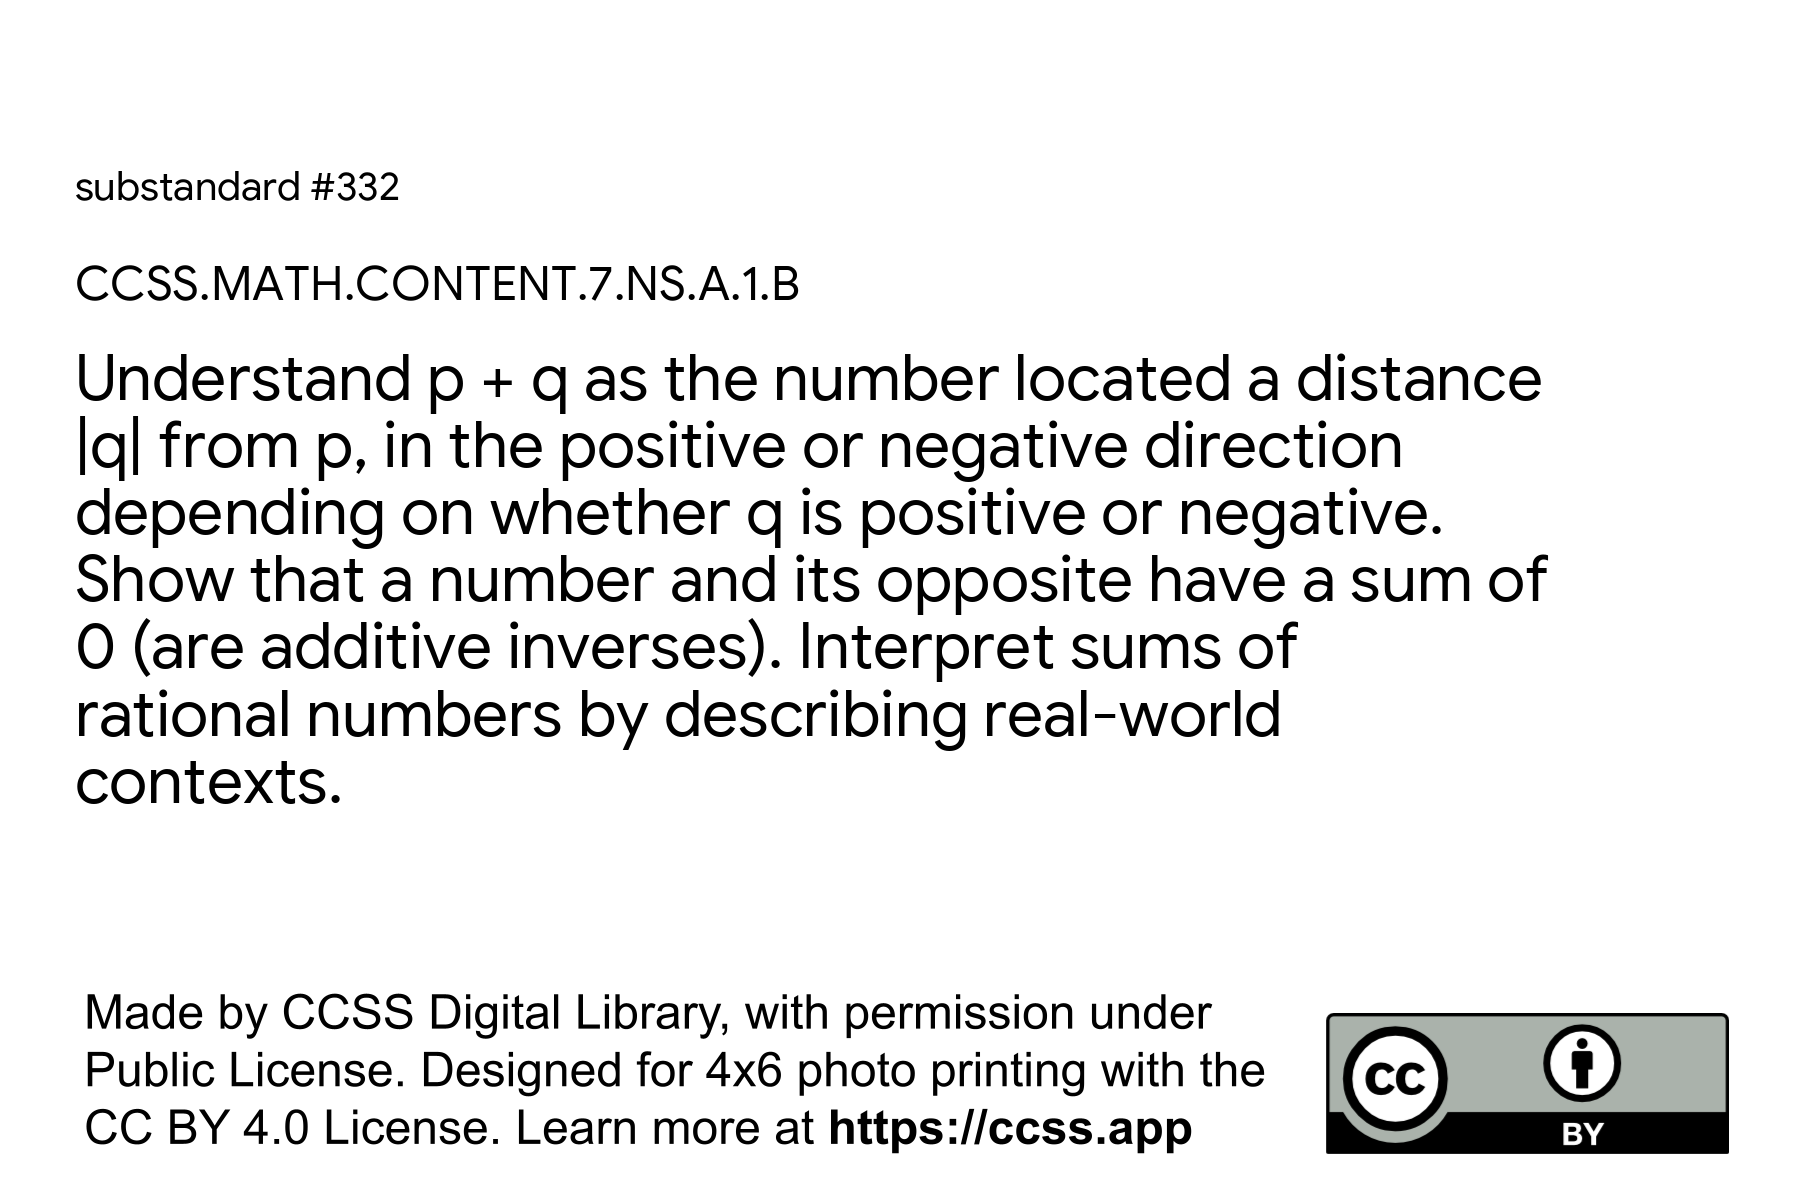 substandard #332
CCSS.MATH.CONTENT.7.NS.A.1.B
Understand p + q as the number located a distance
|q| from p, in the positive or negative direction
depending on whether q is positive or negative.
Show that a number and its opposite have a sum of
0 (are additive inverses). Interpret sums of
rational numbers by describing real-world
contexts.
Made by CCSS Digital Library, with permission under
Public License. Designed for 4x6 photo printing with the
CC BY 4.0 License. Learn more at https://ccss.app
CC
BY